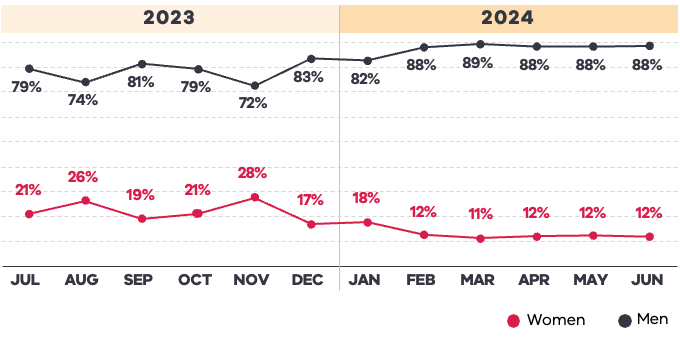 2023 2024
79% 74% 81% 79% 72% 83% 82% 88% 89% 88% 88% 88%
21% 26% 19% 21% 28% 17% 18% 12% 11% 12% 12% 12%
JUL AUG SEP OCT NOV DEC JAN FEB MAR APR MAY JUN
Women Men